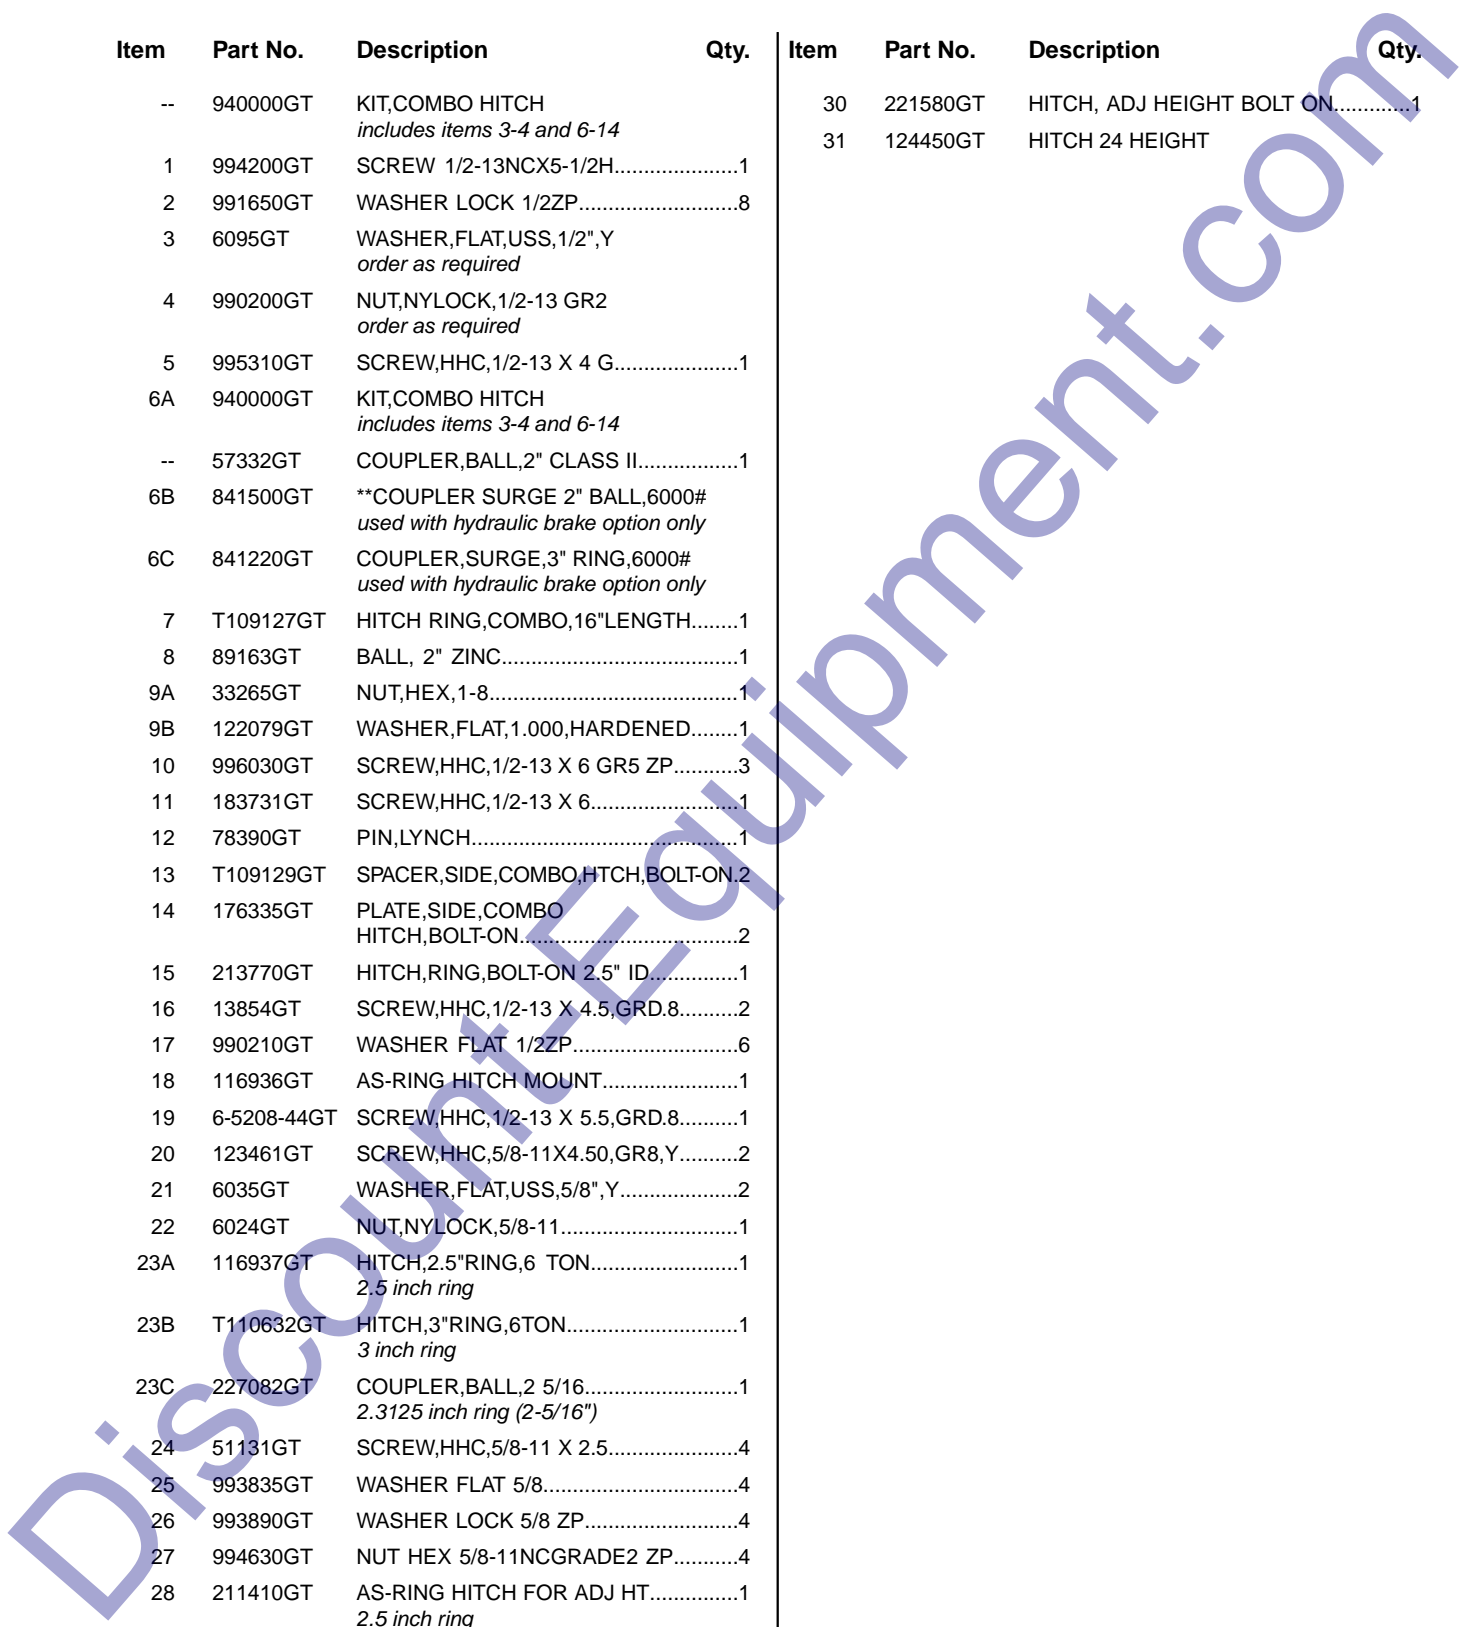 Item Part No. Description Qty.
-- 940000GT KIT,COMBO HITCH
includes items 3-4 and 6-14
1 994200GT SCREW 1/2-13NCX5-1/2H.....................1
2 991650GT WASHER LOCK 1/2ZP...........................8
3 6095GT WASHER,FLAT,USS,1/2",Y
order as required
4 990200GT NUT,NYLOCK,1/2-13 GR2
order as required
5 995310GT SCREW,HHC,1/2-13 X 4 G.....................1
6A 940000GT KIT,COMBO HITCH
includes items 3-4 and 6-14
-- 57332GT COUPLER,BALL,2" CLASS II.................1
6B 841500GT **COUPLER SURGE 2" BALL,6000#
used with hydraulic brake option only
6C 841220GT COUPLER,SURGE,3" RING,6000#
used with hydraulic brake option only
7 T109127GT HITCH RING,COMBO,16"LENGTH........1
8 89163GT BALL, 2" ZINC........................................1
9A 33265GT NUT,HEX,1-8..........................................1
9B 122079GT WASHER,FLAT,1.000,HARDENED........1
10 996030GT SCREW,HHC,1/2-13 X 6 GR5 ZP...........3
11 183731GT SCREW,HHC,1/2-13 X 6.........................1
12 78390GT PIN,LYNCH.............................................1
13 T109129GT SPACER,SIDE,COMBO,HTCH,BOLT-ON.2
14 176335GT PLATE,SIDE,COMBO
HITCH,BOLT-ON.....................................2
15 213770GT HITCH,RING,BOLT-ON 2.5" ID...............1
16 13854GT SCREW,HHC,1/2-13 X 4.5,GRD.8..........2
17 990210GT WASHER FLAT 1/2ZP............................6
18 116936GT AS-RING HITCH MOUNT.......................1
19 6-5208-44GT SCREW,HHC,1/2-13 X 5.5,GRD.8..........1
20 123461GT SCREW,HHC,5/8-11X4.50,GR8,Y..........2
21 6035GT WASHER,FLAT,USS,5/8",Y....................2
22 6024GT NUT,NYLOCK,5/8-11..............................1
23A 116937GT HITCH,2.5"RING,6 TON.........................1
2.5 inch ring
23B T110632GT HITCH,3"RING,6TON.............................1
3 inch ring
23C 227082GT COUPLER,BALL,2 5/16..........................1
2.3125 inch ring (2-5/16")
24 51131GT SCREW,HHC,5/8-11 X 2.5......................4
25 993835GT WASHER FLAT 5/8.................................4
26 993890GT WASHER LOCK 5/8 ZP..........................4
27 994630GT NUT HEX 5/8-11NCGRADE2 ZP...........4
28 211410GT AS-RING HITCH FOR ADJ HT...............1
2.5 inch ring
Item Part No. Description Qty.
30 221580GT HITCH, ADJ HEIGHT BOLT ON.............1
31 124450GT HITCH 24 HEIGHT
Discount-Equipment.com